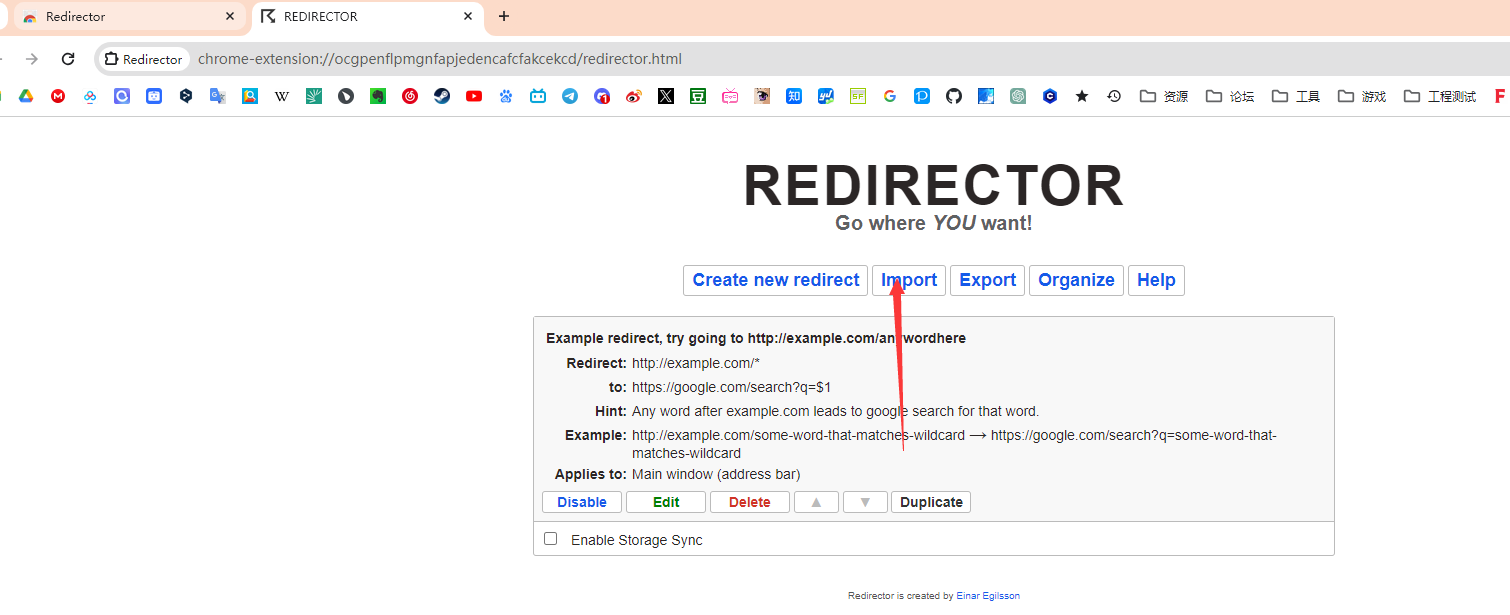 Redirector
REDIRECTOR
Redirector chrome-extension://ocgpenflpmgnfapjedencafcfakcekcd/redirector.html
资源 论坛 工具 游戏 工程测试
REDIRECTOR
Go where YOU want!
Create new redirect Import Export Organize Help
Example redirect, try going to http://example.com/anywordhere
Redirect: http://example.com/*
to: https://google.com/search?q=$1
Hint: Any word after example.com leads to google search for that word.
Example: http://example.com/some-word-that-matches-wildcard → https://google.com/search?q=some-word-that-
matches-wildcard
Applies to: Main window (address bar)
Disable Edit Delete ▲ ▼ Duplicate
Enable Storage Sync
Redirector is created by Einar Egilsson